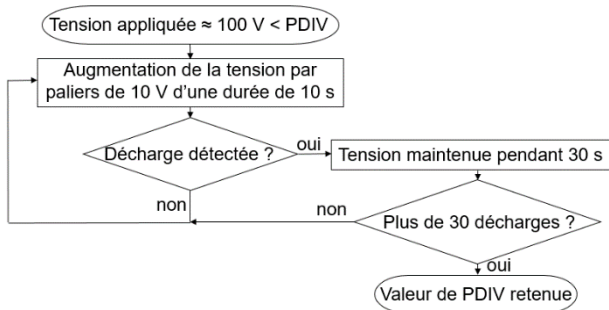 Tension appliquée ≈ 100 V < PDIV
Augmentation de la tension par
paliers de 10 V d'une durée de 10 s
Décharge détectée ?
oui
Tension maintenue pendant 30 s
non
non
Plus de 30 décharges ?
oui
Valeur de PDIV retenue